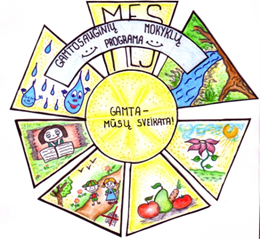 MES
GAMTOSAUGINIŲ MOKYKLŲ
PROGRAMA
GAMTA-
MŪSŲ SVEIKATA!